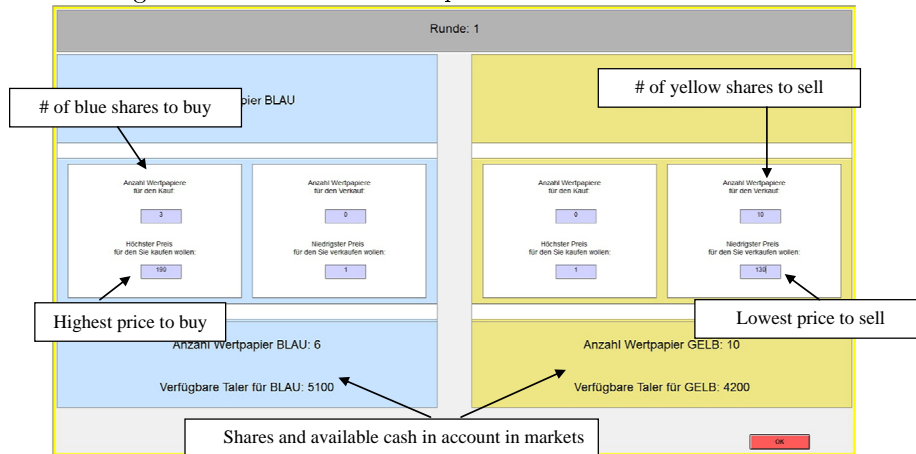 Runde: 1
# of blue shares to buy
pier BLAU
# of yellow shares to sell
Anzahl Wertpapiere
für den Kauf:
3
Höchster Preis
für den Sie kaufen wollen:
190
Anzahl Wertpapiere
für den Verkauf:
0
Niedrigster Preis
für den Sie verkaufen wollen:
1
Anzahl Wertpapiere
für den Kauf:
0
Höchster Preis
für den Sie kaufen wollen:
1
Anzahl Wertpapiere
für den Verkauf:
10
Niedrigster Preis
für den Sie verkaufen wollen:
130
Highest price to buy
Lowest price to sell
Anzahl Wertpapier BLAU: 6
Verfügbare Taler für BLAU: 5100
Anzahl Wertpapier GELB: 10
Verfügbare Taler für GELB: 4200
Shares and available cash in account in markets
OK